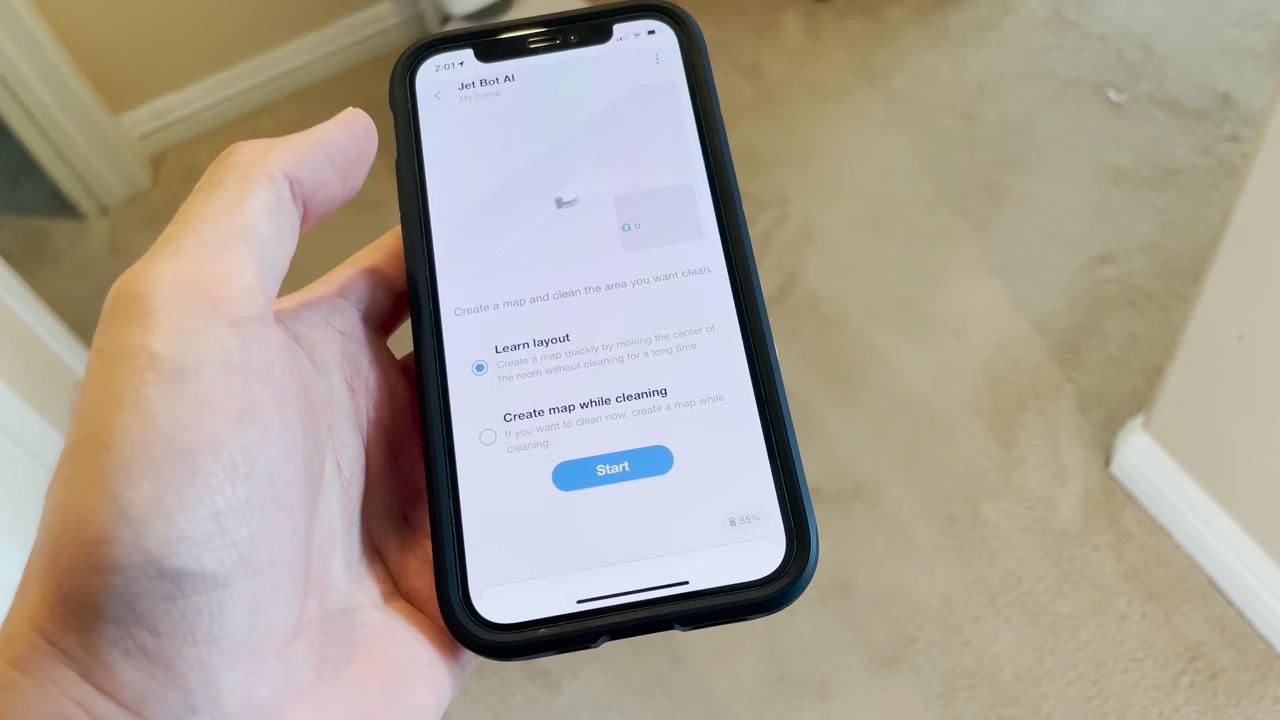 2:01
Jet Bot AI
My home
Create a map and clean the area you want clean.
Learn layout
Create a map quickly by moving the center of
the room without cleaning for a long time.
Create map while cleaning
If you want to clean now, create a map while
cleaning.
Start
85%